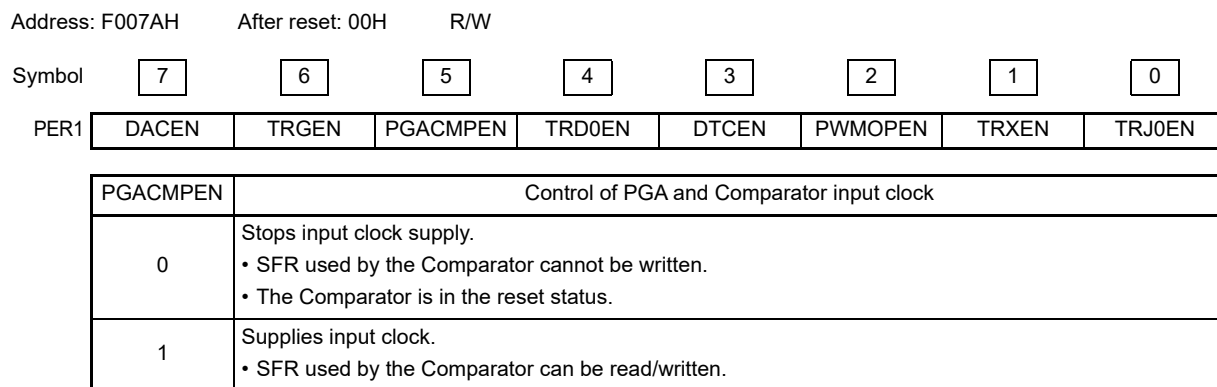 Address: F007AH After reset: 00H R/W
Symbol 7 6 5 4 3 2 1 0
PER1 DACEN TRGEN PGACMPEN TRD0EN DTCEN PWMOPEN TRXEN TRJ0EN
PGACMPEN Control of PGA and Comparator input clock
0 Stops input clock supply.
• SFR used by the Comparator cannot be written.
• The Comparator is in the reset status.
1 Supplies input clock.
• SFR used by the Comparator can be read/written.